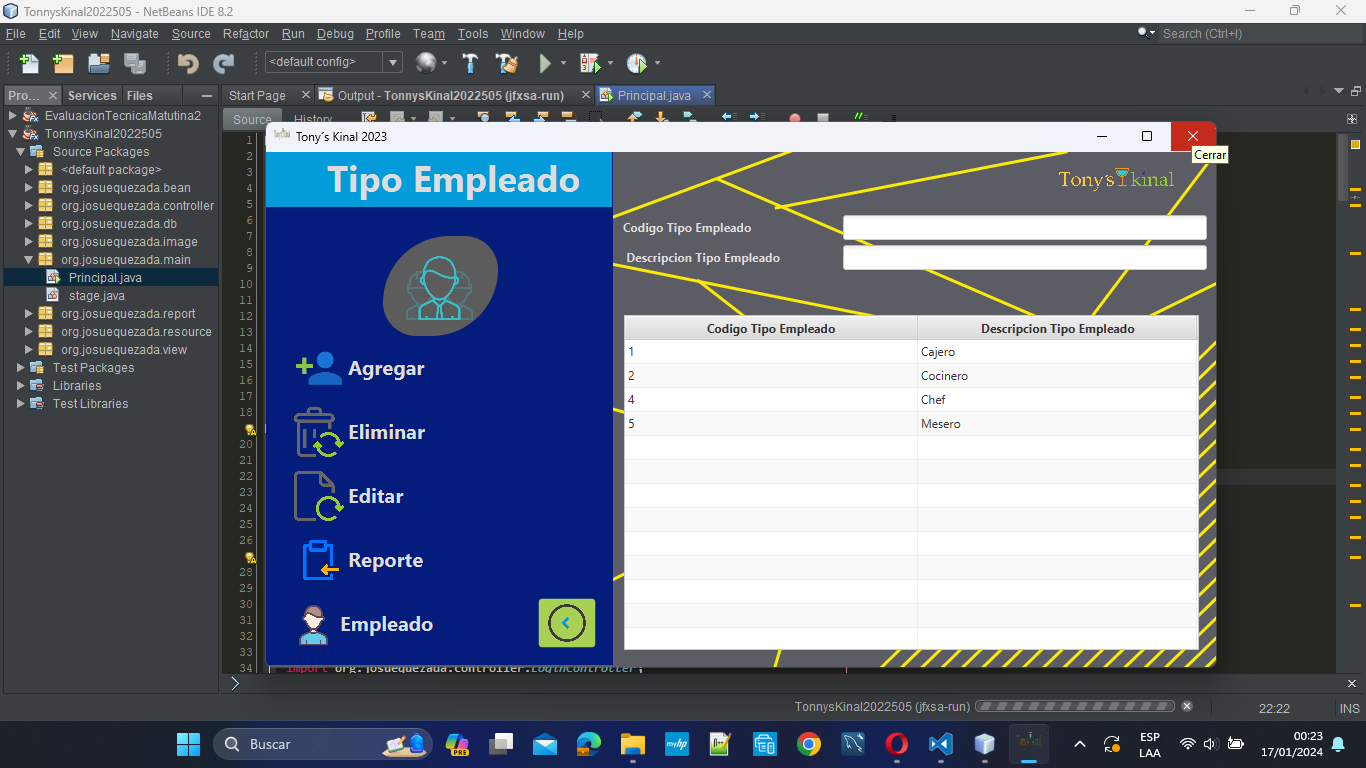 TonnysKinal2022505 - NetBeans IDE 8.2
File Edit View Navigate Source Refactor Run Debug Profile Team Tools Window Help
Search (Ctrl+I)
<default config>
Pro... Services Files
Start Page Output - TonnysKinal2022505 (jfxsa-run) Principal.java
Source History
EvaluacionTecnicaMatutina2
TonnysKinal2022505
Source Packages
<default package>
org.josuequezada.bean
org.josuequezada.controller
org.josuequezada.db
org.josuequezada.image
org.josuequezada.main
Principal.java
stage.java
org.josuequezada.report
org.josuequezada.resource
org.josuequezada.view
Test Packages
Libraries
Test Libraries
1
2
3
4
5
6
7
8
9
10
11
12
13
14
15
16
17
18
20
21
22
23
24
25
26
28
29
30
31
32
33
34
Tony´s Kinal 2023
Cerrar
Tipo Empleado
Agregar
Eliminar
Editar
Reporte
Empleado
Tony's kinal
Codigo Tipo Empleado
Descripcion Tipo Empleado
Codigo Tipo Empleado Descripcion Tipo Empleado
1 Cajero
2 Cocinero
4 Chef
5 Mesero
import org.josuequezada.controller.LoginController;
TonnysKinal2022505 (jfxsa-run)
22:22 INS
Buscar
PRE
myhp
ESP
LAA
00:23
17/01/2024